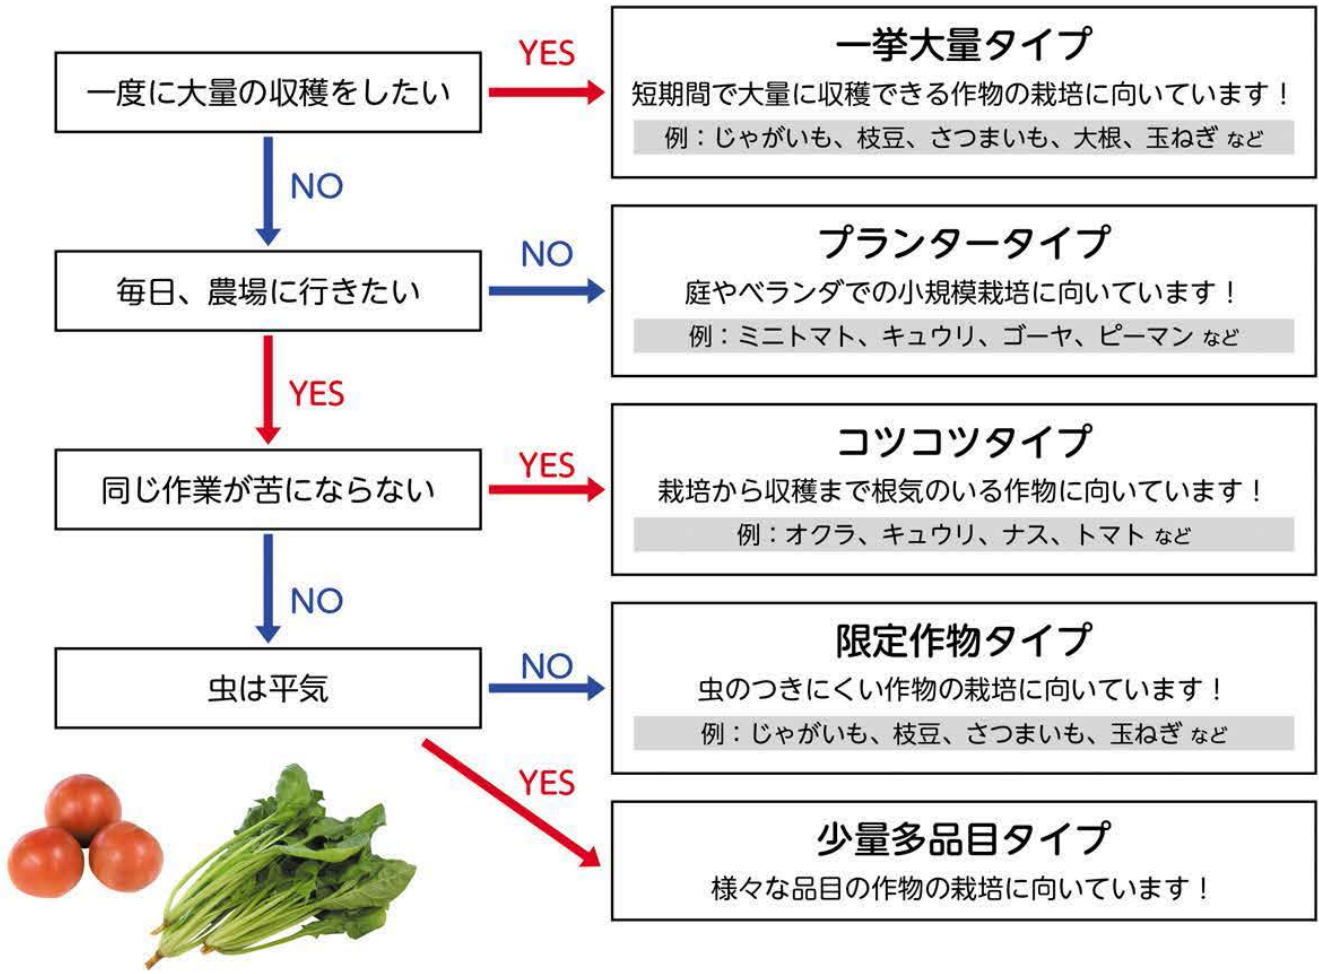 一度に大量の収穫をしたい
YES
一挙大量タイプ
短期間で大量に収穫できる作物の栽培に向いています！
例：じゃがいも、枝豆、さつまいも、大根、玉ねぎ など
NO
毎日、農場に行きたい
NO
プランタータイプ
庭やベランダでの小規模栽培に向いています！
例：ミニトマト、キュウリ、ゴーヤ、ピーマン など
YES
同じ作業が苦にならない
YES
コツコツタイプ
栽培から収穫まで根気のいる作物に向いています！
例：オクラ、キュウリ、ナス、トマト など
NO
虫は平気
NO
限定作物タイプ
虫のつきにくい作物の栽培に向いています！
例：じゃがいも、枝豆、さつまいも、玉ねぎ など
YES
少量多品目タイプ
様々な品目の作物の栽培に向いています！